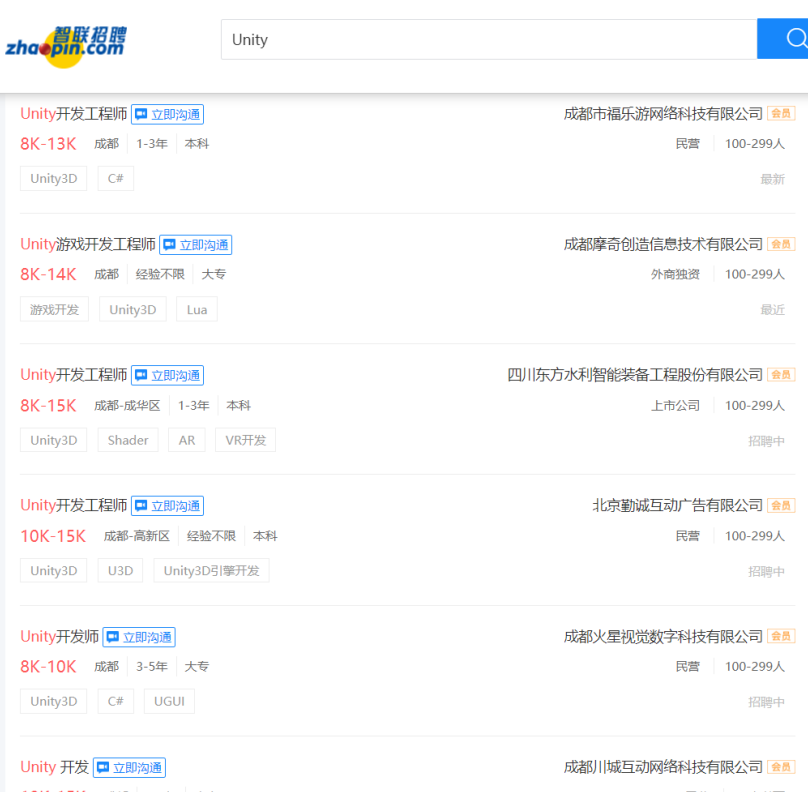 智联招聘
zhaopin.com
Unity
Unity开发工程师 立即沟通 成都市福乐游网络科技有限公司 会员
8K-13K 成都 1-3年 本科 民营 100-299人
Unity3D C# 最新
Unity游戏开发工程师 立即沟通 成都摩奇创造信息技术有限公司 会员
8K-14K 成都 经验不限 大专 外商独资 100-299人
游戏开发 Unity3D Lua 最近
Unity开发工程师 立即沟通 四川东方水利智能装备工程股份有限公司 会员
8K-15K 成都-成华区 1-3年 本科 上市公司 100-299人
Unity3D Shader AR VR开发 招聘中
Unity开发工程师 立即沟通 北京勤诚互动广告有限公司 会员
10K-15K 成都-高新区 经验不限 本科 民营 100-299人
Unity3D U3D Unity3D引擎开发 招聘中
Unity开发师 立即沟通 成都火星视觉数字科技有限公司 会员
8K-10K 成都 3-5年 大专 民营 100-299人
Unity3D C# UGUI 招聘中
Unity 开发 立即沟通 成都川城互动网络科技有限公司 会员